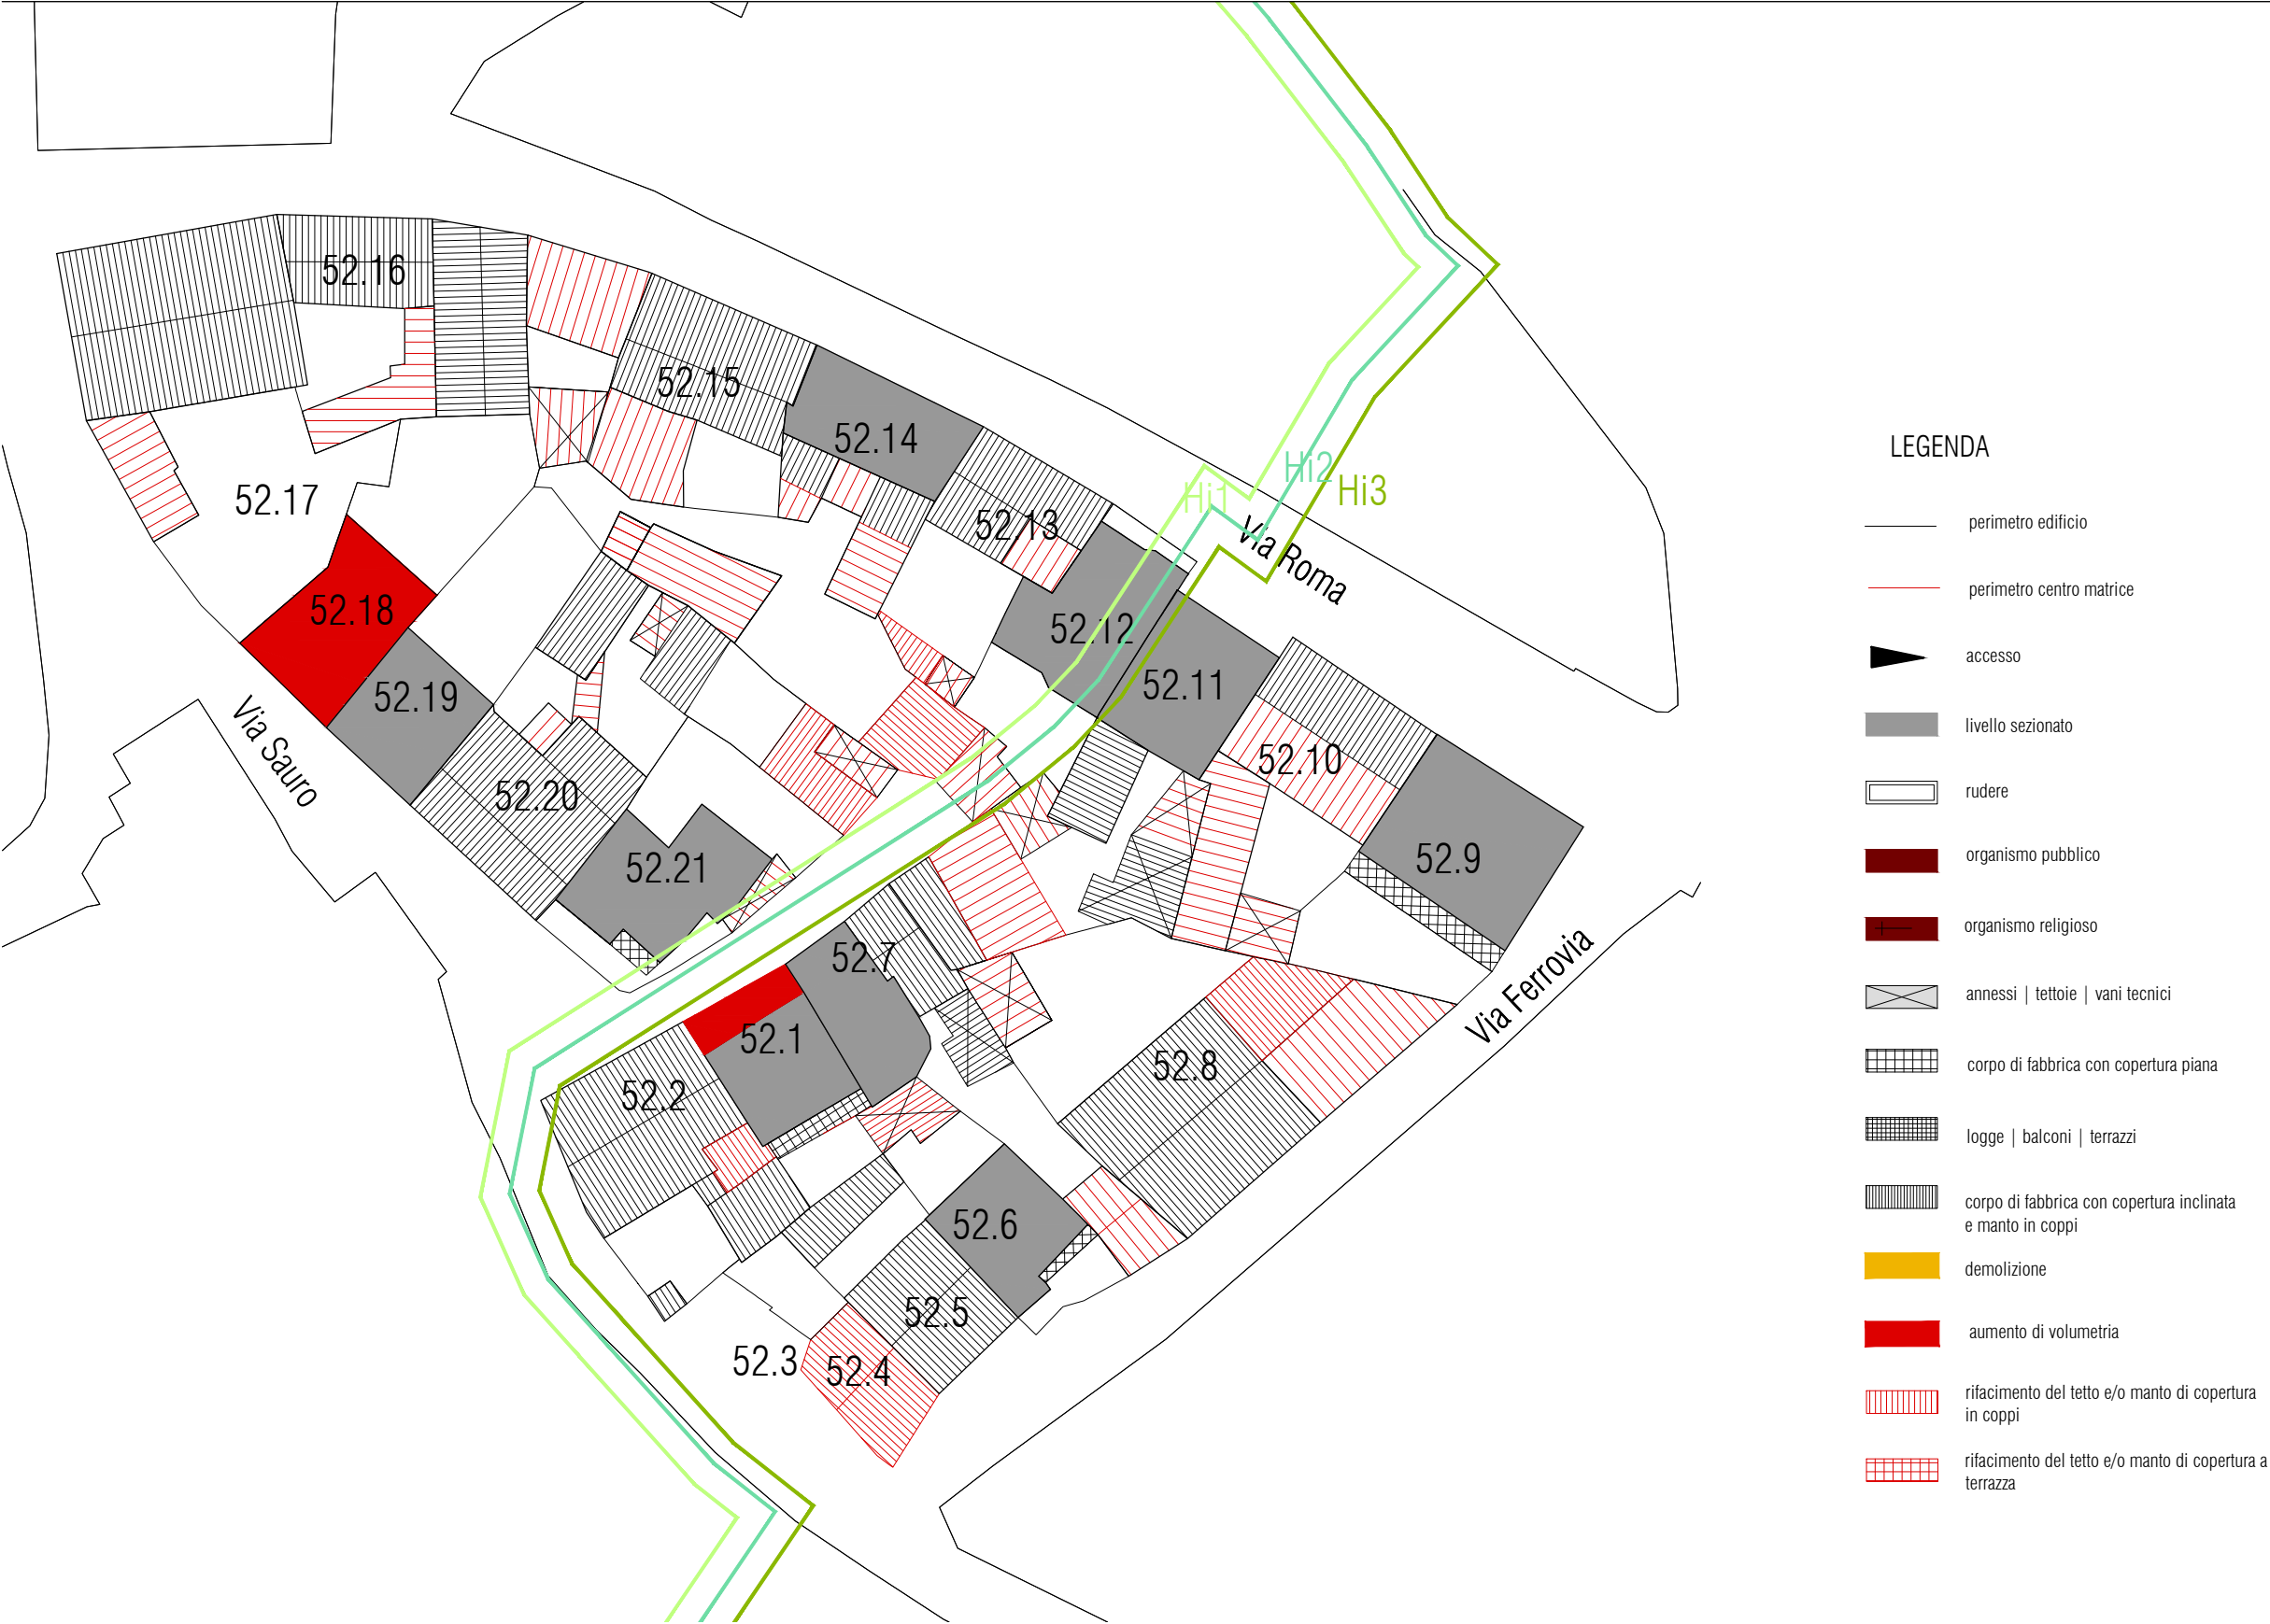 52.16
52.15
52.14
52.17
52.13
Hi1
Hi2
Hi3
Via Roma
52.18
52.12
52.19
52.11
Via Sauro
52.20
52.10
52.21
52.9
52.7
Via Ferrovia
52.1
52.2
52.8
52.6
52.5
52.3
52.4
LEGENDA
perimetro edificio
perimetro centro matrice
accesso
livello sezionato
rudere
organismo pubblico
organismo religioso
annessi | tettoie | vani tecnici
corpo di fabbrica con copertura piana
logge | balconi | terrazzi
corpo di fabbrica con copertura inclinata
e manto in coppi
demolizione
aumento di volumetria
rifacimento del tetto e/o manto di copertura
in coppi
rifacimento del tetto e/o manto di copertura a
terrazza